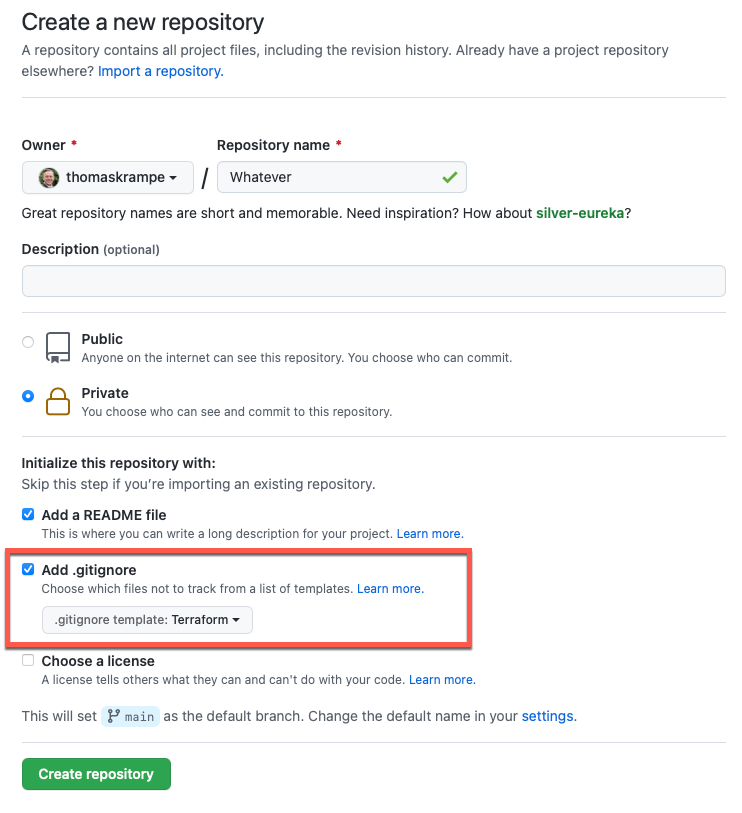 Create a new repository
A repository contains all project files, including the revision history. Already have a project repository
elsewhere? Import a repository.
Owner * Repository name *
thomaskrampe / Whatever
Great repository names are short and memorable. Need inspiration? How about silver-eureka?
Description (optional)
Public
Anyone on the internet can see this repository. You choose who can commit.
Private
You choose who can see and commit to this repository.
Initialize this repository with:
Skip this step if you’re importing an existing repository.
Add a README file
This is where you can write a long description for your project. Learn more.
Add .gitignore
Choose which files not to track from a list of templates. Learn more.
.gitignore template: Terraform
Choose a license
A license tells others what they can and can't do with your code. Learn more.
This will set main as the default branch. Change the default name in your settings.
Create repository